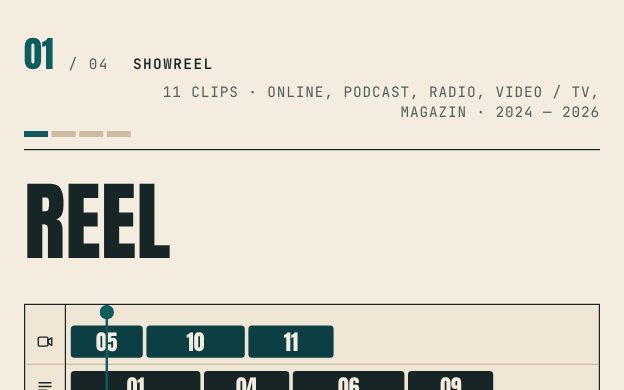 01 / 04 SHOWREEL
11 CLIPS · ONLINE, PODCAST, RADIO, VIDEO / TV,
MAGAZIN · 2024 — 2026
REEL
05 10 11
01 04 06 09